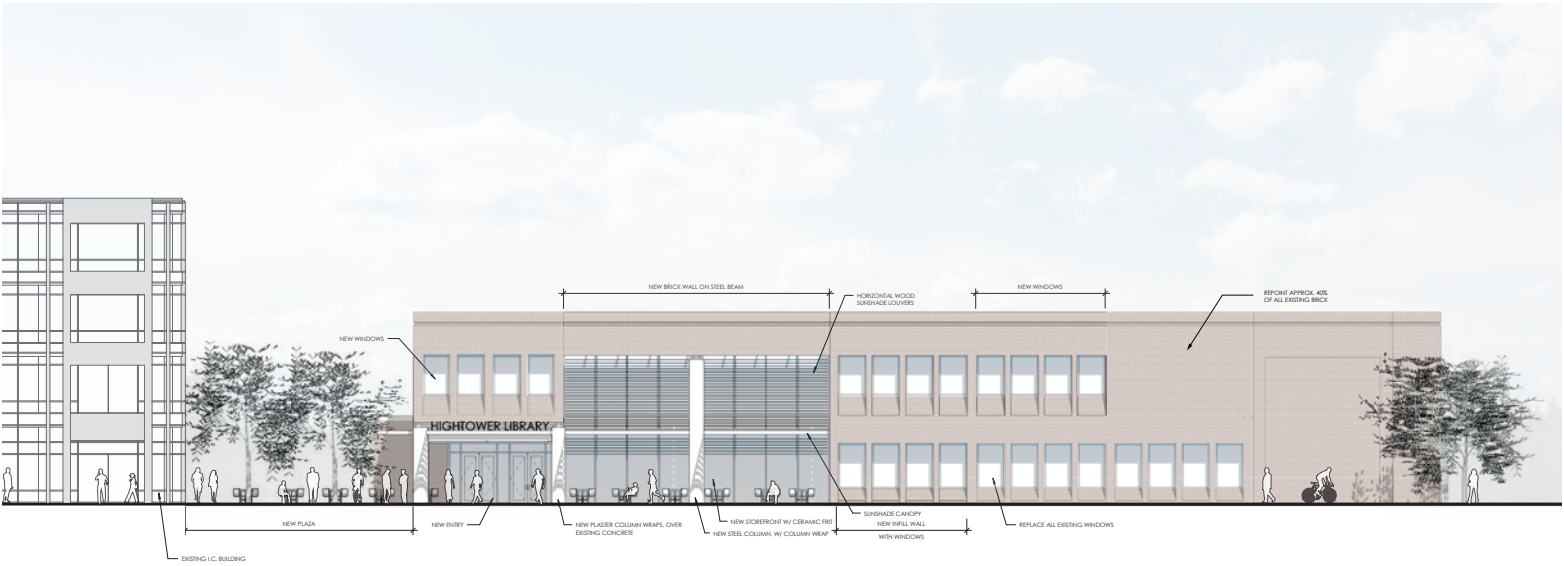 NEW BRICK WALL ON STEEL BEAM
NEW WINDOWS
HORIZONTAL WOOD
SUNSHADE LOUVERS
REPOINT APPROX. 40%
OF ALL EXISTING BRICK
NEW WINDOWS
HIGHTOWER LIBRARY
NEW PLAZA
NEW ENTRY
NEW PLASTER COLUMN WRAPS, OVER
EXISTING CONCRETE
NEW STOREFRONT W/ CERAMIC FRIT
NEW STEEL COLUMN, W/ COLUMN WRAP
SUNSHADE CANOPY
NEW INFILL WALL
WITH WINDOWS
REPLACE ALL EXISTING WINDOWS
EXISTING I.C. BUILDING